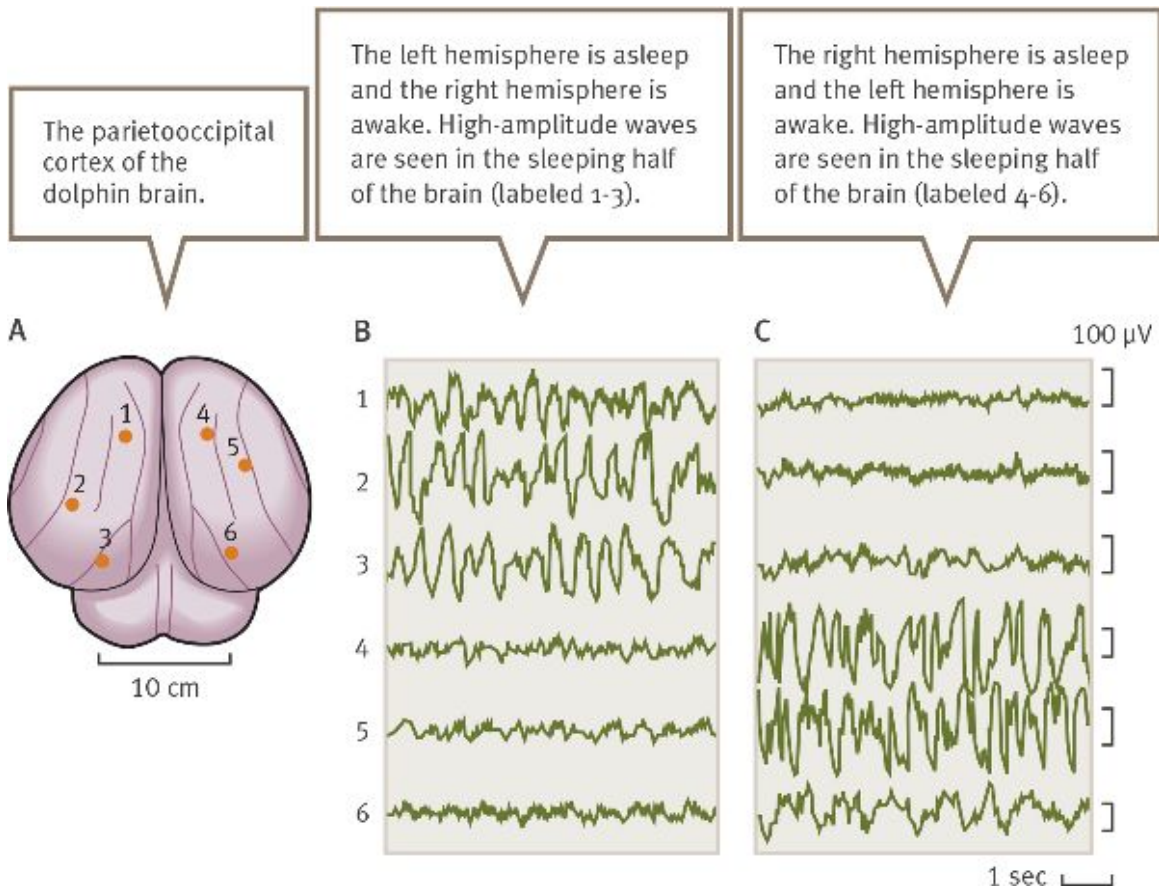 The parietooccipital
cortex of the
dolphin brain.
The left hemisphere is asleep
and the right hemisphere is
awake. High-amplitude waves
are seen in the sleeping half
of the brain (labeled 1-3).
The right hemisphere is asleep
and the left hemisphere is
awake. High-amplitude waves
are seen in the sleeping half
of the brain (labeled 4-6).
A
1
4
5
2
3
6
10 cm
B
1
2
3
4
5
6
C
100 µV
1 sec